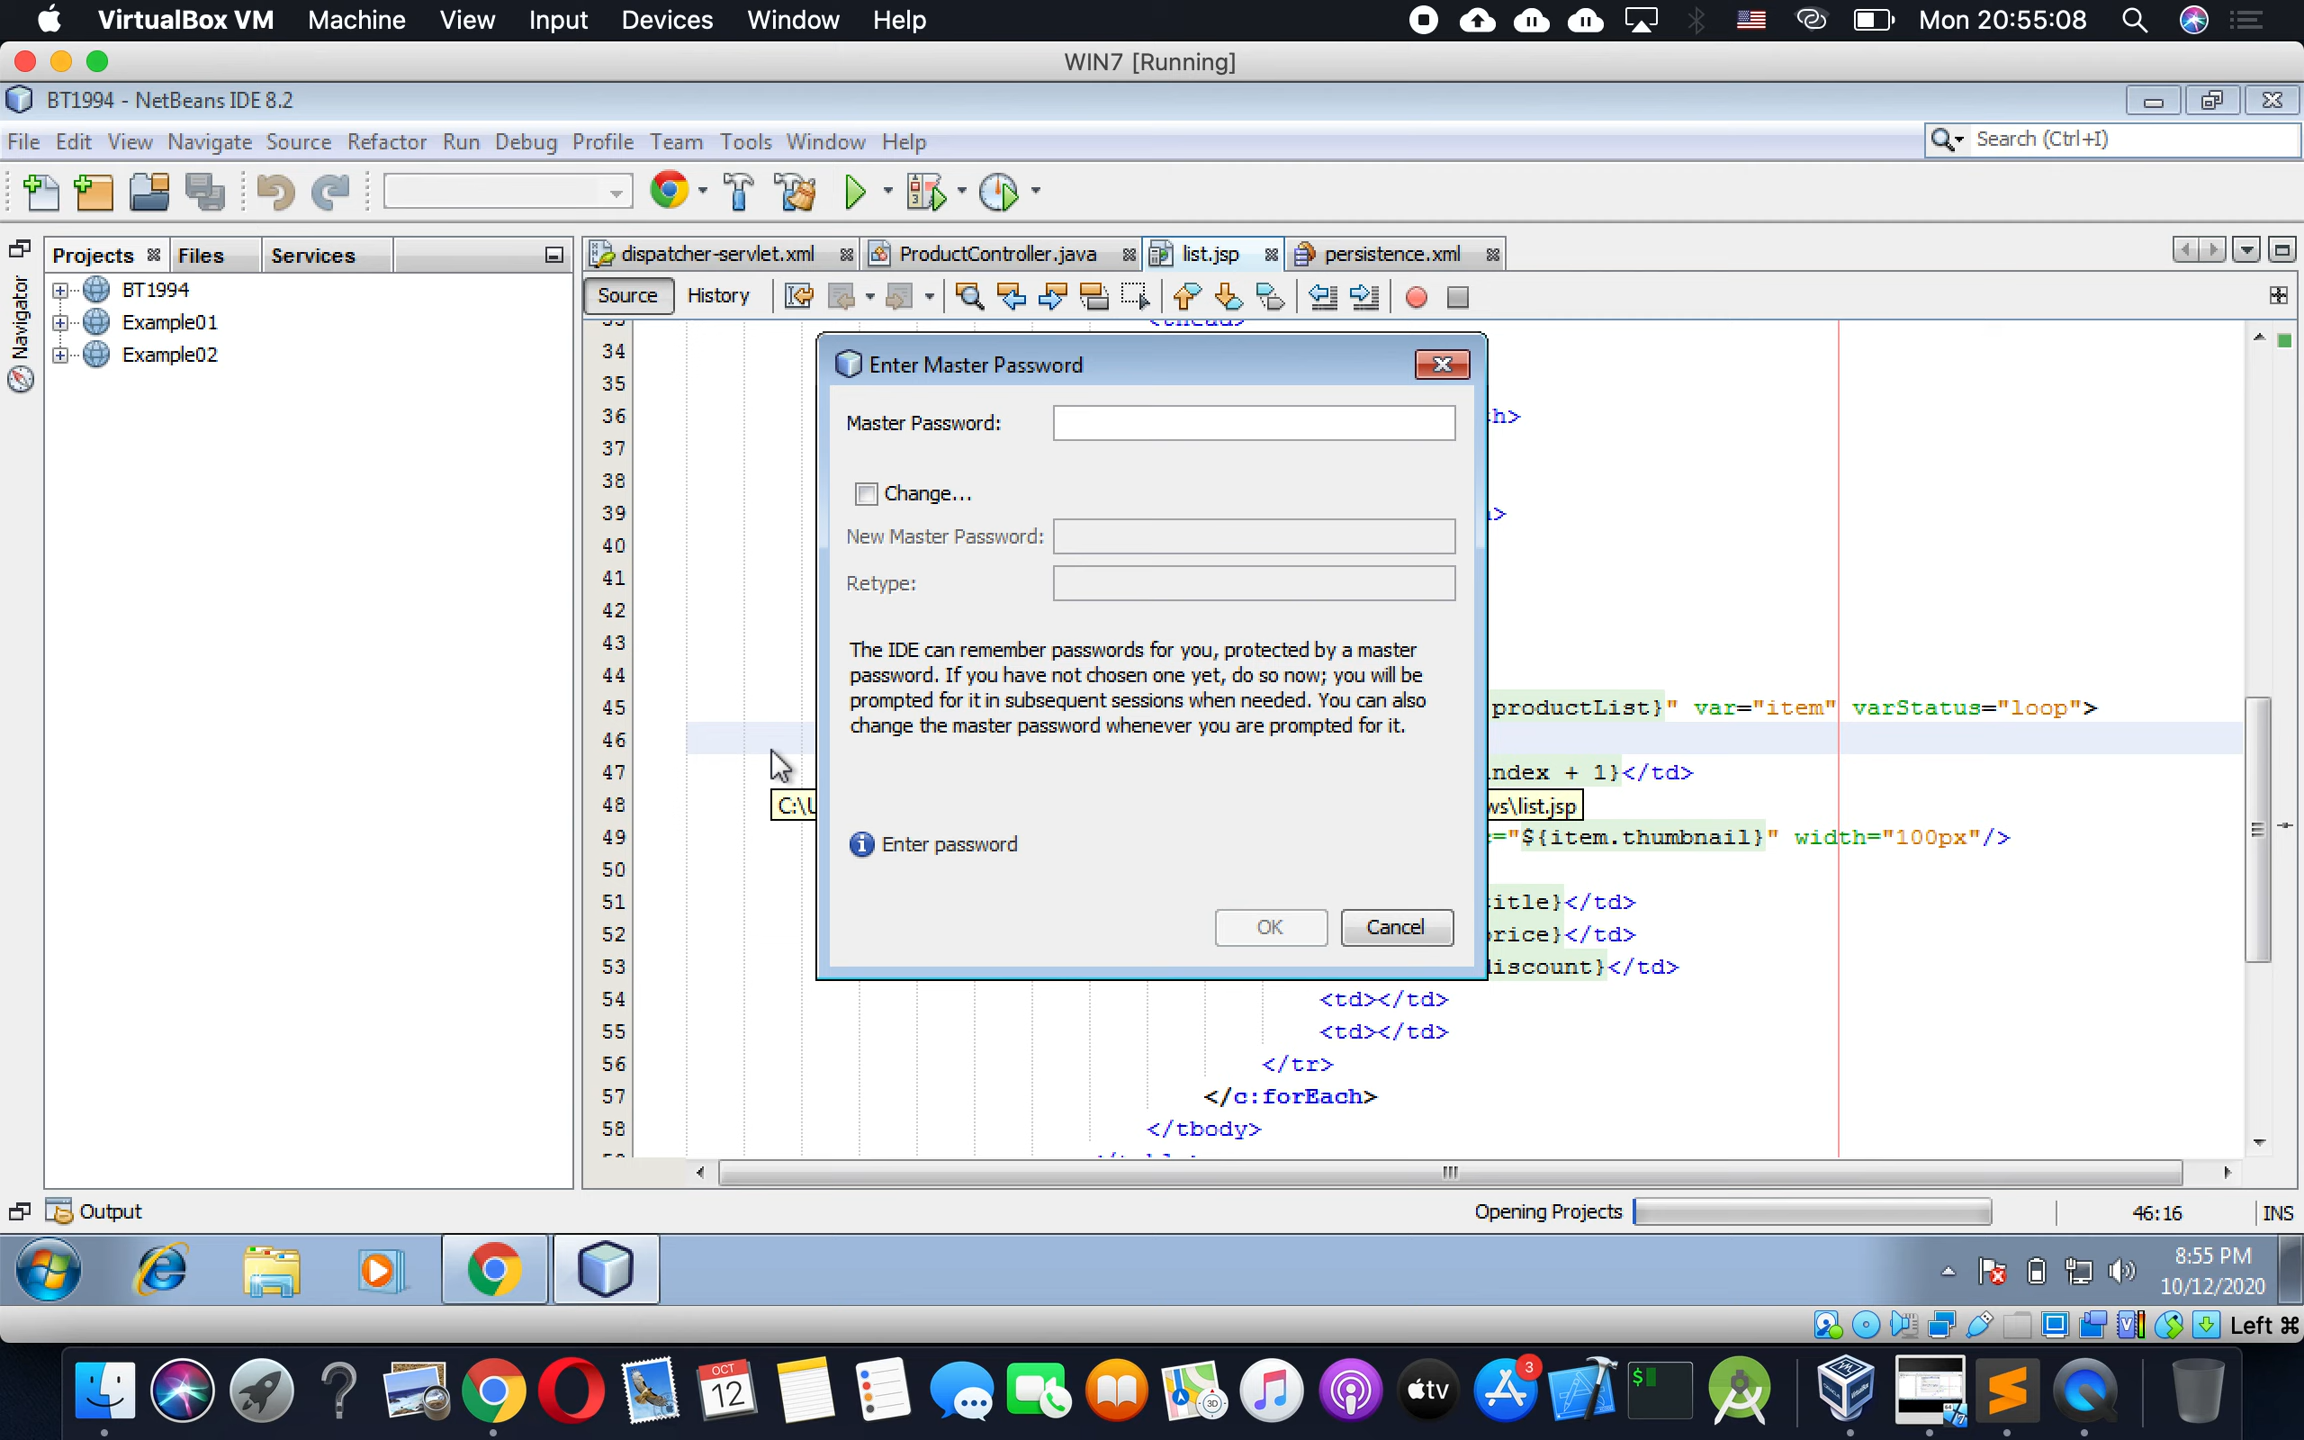 VirtualBox VM Machine View Input Devices Window Help Mon 20:55:08
WIN7 [Running]
BT1994 - NetBeans IDE 8.2
File Edit View Navigate Source Refactor Run Debug Profile Team Tools Window Help Search (Ctrl+I)
Projects Files Services dispatcher-servlet.xml ProductController.java list.jsp persistence.xml
Source History
Navigator
BT1994
Example01
Example02
<thead>
34
35
36 h>
37
38
39 >
40
41
42
43
44
45 productList}" var="item" varStatus="loop">
46
47 index + 1}</td>
48
49 ="${item.thumbnail}" width="100px"/>
50
51 itle}</td>
52 rice}</td>
53 iscount}</td>
54 <td></td>
55 <td></td>
56 </tr>
57 </c:forEach>
58 </tbody>
C:\U ws\list.jsp
Enter Master Password
Master Password:
Change...
New Master Password:
Retype:
The IDE can remember passwords for you, protected by a master
password. If you have not chosen one yet, do so now; you will be
prompted for it in subsequent sessions when needed. You can also
change the master password whenever you are prompted for it.
Enter password
OK Cancel
Output Opening Projects 46:16 INS
8:55 PM
10/12/2020
Left ⌘
OCT
12
3D
tv
3
$